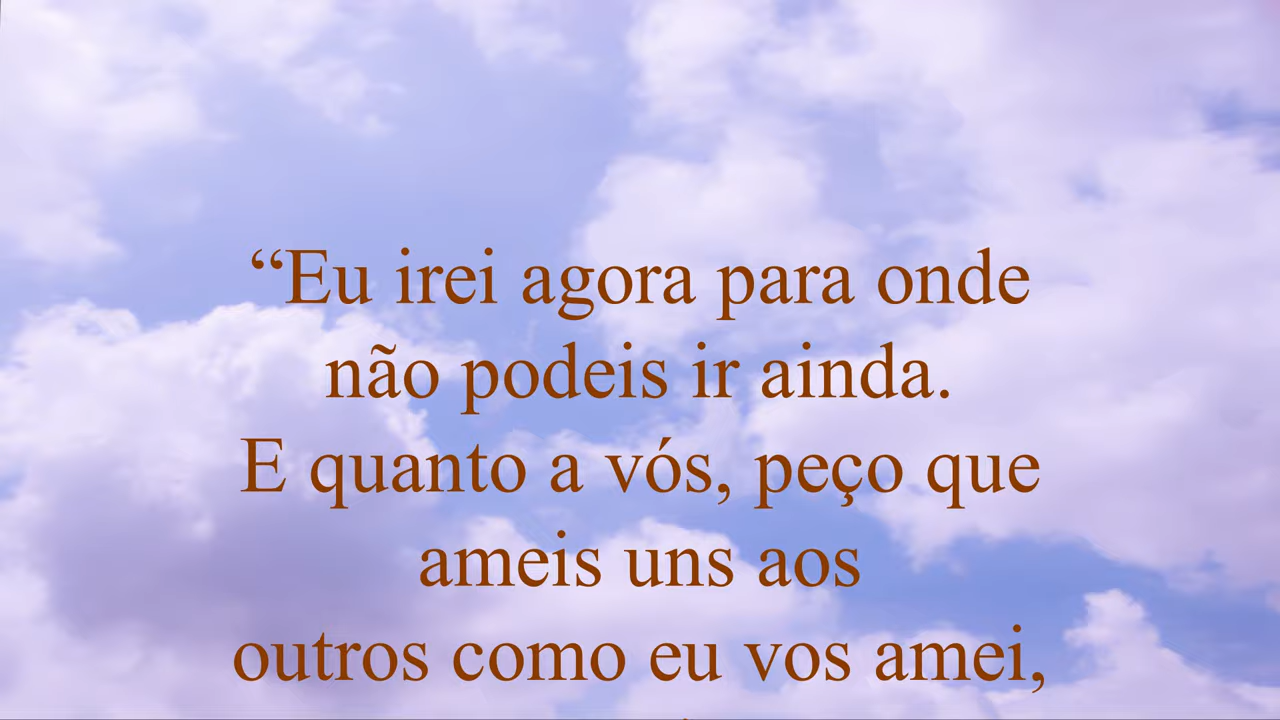 “Eu irei agora para onde
não podeis ir ainda.
E quanto a vós, peço que
ameis uns aos
outros como eu vos amei,